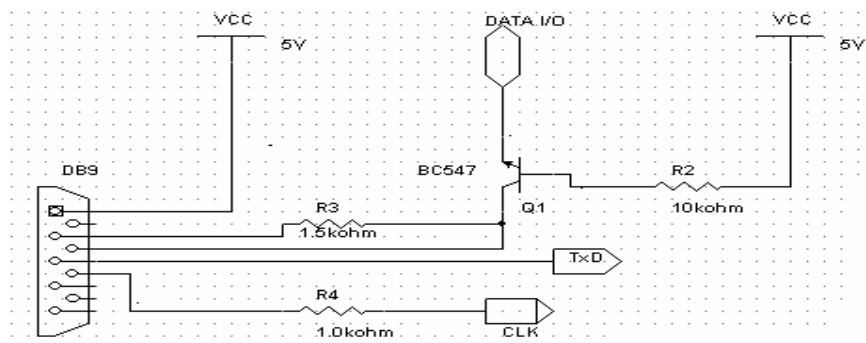 VCC
5V
DATA I/O
VCC
5V
DB9
BC547
R2
10kohm
Q1
R3
1.5kohm
TxD
R4
1.0kohm
CLK